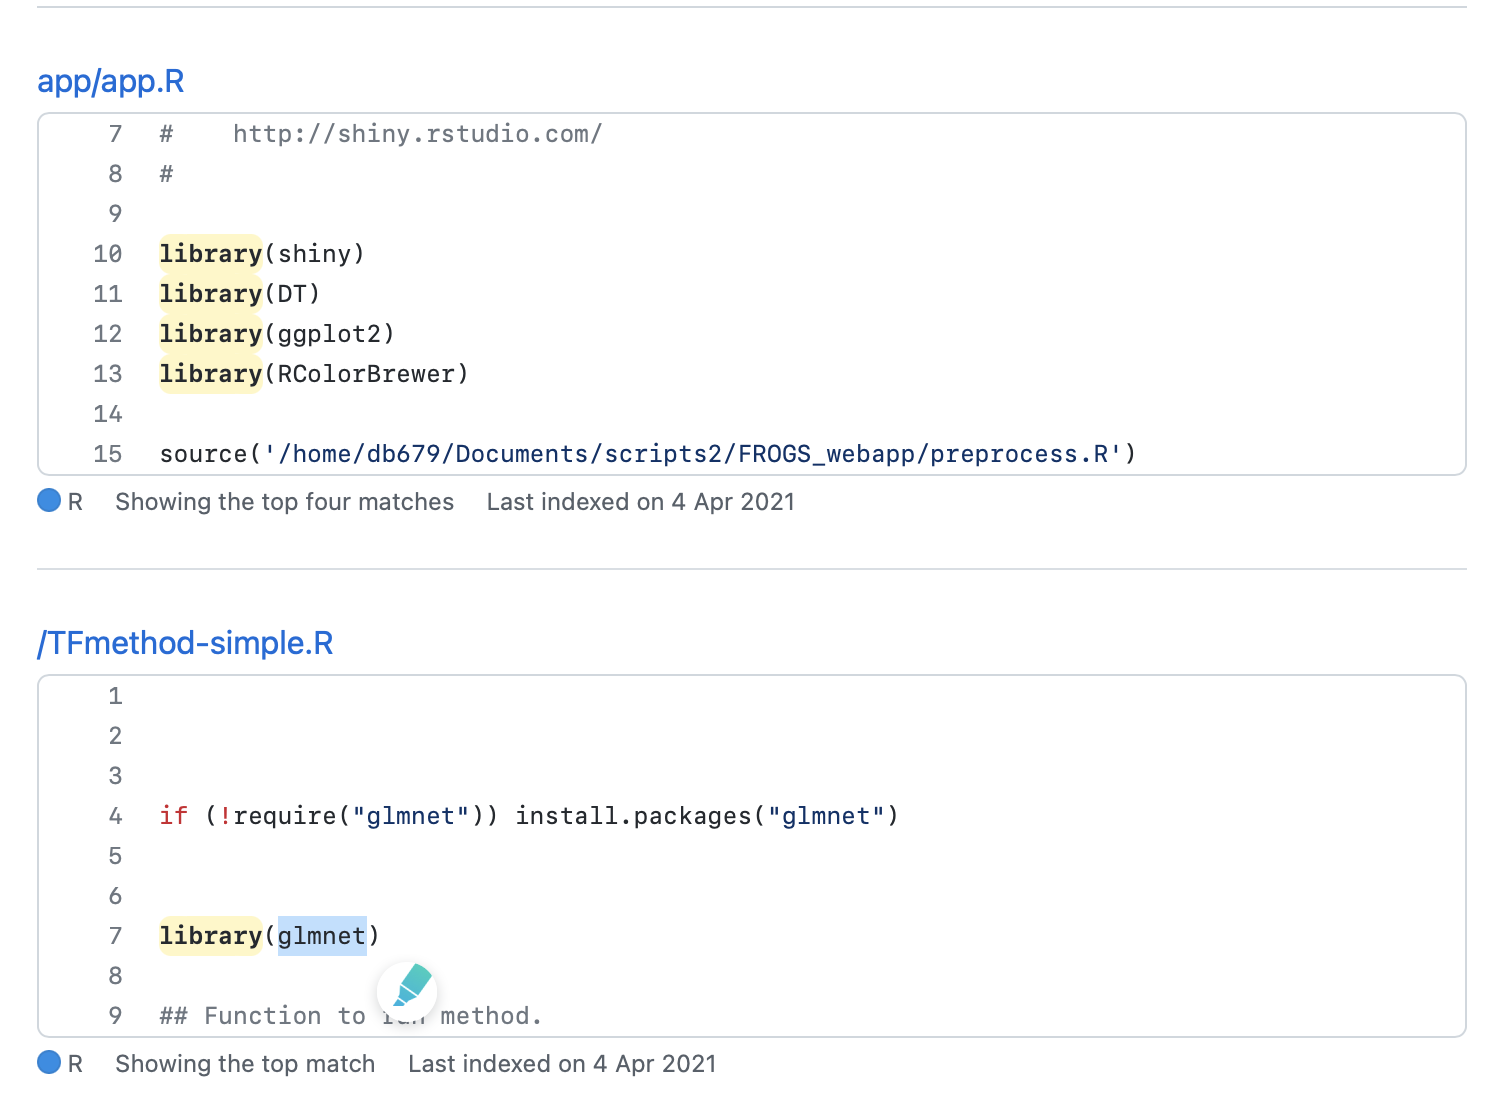 app/app.R
7 #    http://shiny.rstudio.com/
8 #
9
10 library(shiny)
11 library(DT)
12 library(ggplot2)
13 library(RColorBrewer)
14
15 source('/home/db679/Documents/scripts2/FROGS_webapp/preprocess.R')
R Showing the top four matches Last indexed on 4 Apr 2021
/TFmethod-simple.R
1
2
3
4 if (!require("glmnet")) install.packages("glmnet")
5
6
7 library(glmnet)
8
9 ## Function to run method.
R Showing the top match Last indexed on 4 Apr 2021